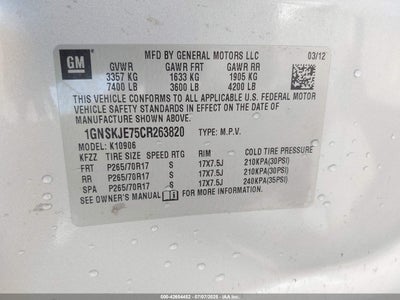 GM
MFD BY GENERAL MOTORS LLC
03/12
GVWR GAWR FRT GAWR RR
3357 KG 1633 KG 1905 KG
7400 LB 3600 LB 4200 LB
THIS VEHICLE CONFORMS TO ALL APPLICABLE U.S. FEDERAL MOTOR
VEHICLE SAFETY STANDARDS IN EFFECT ON THE DATE OF
MANUFACTURE SHOWN ABOVE.
1GNSKJE75CR263820 TYPE: M.P.V.
MODEL: K10906
KFZZ TIRE SIZE SPEED RTG RIM COLD TIRE PRESSURE
FRT P265/70R17 S 17X7.5J 210KPA(30PSI)
RR P265/70R17 S 17X7.5J 210KPA(30PSI)
SPA P265/70R17 S 17X7.5J 240KPA(35PSI)
SEE OWNER'S MANUAL FOR MORE INFORMATION.